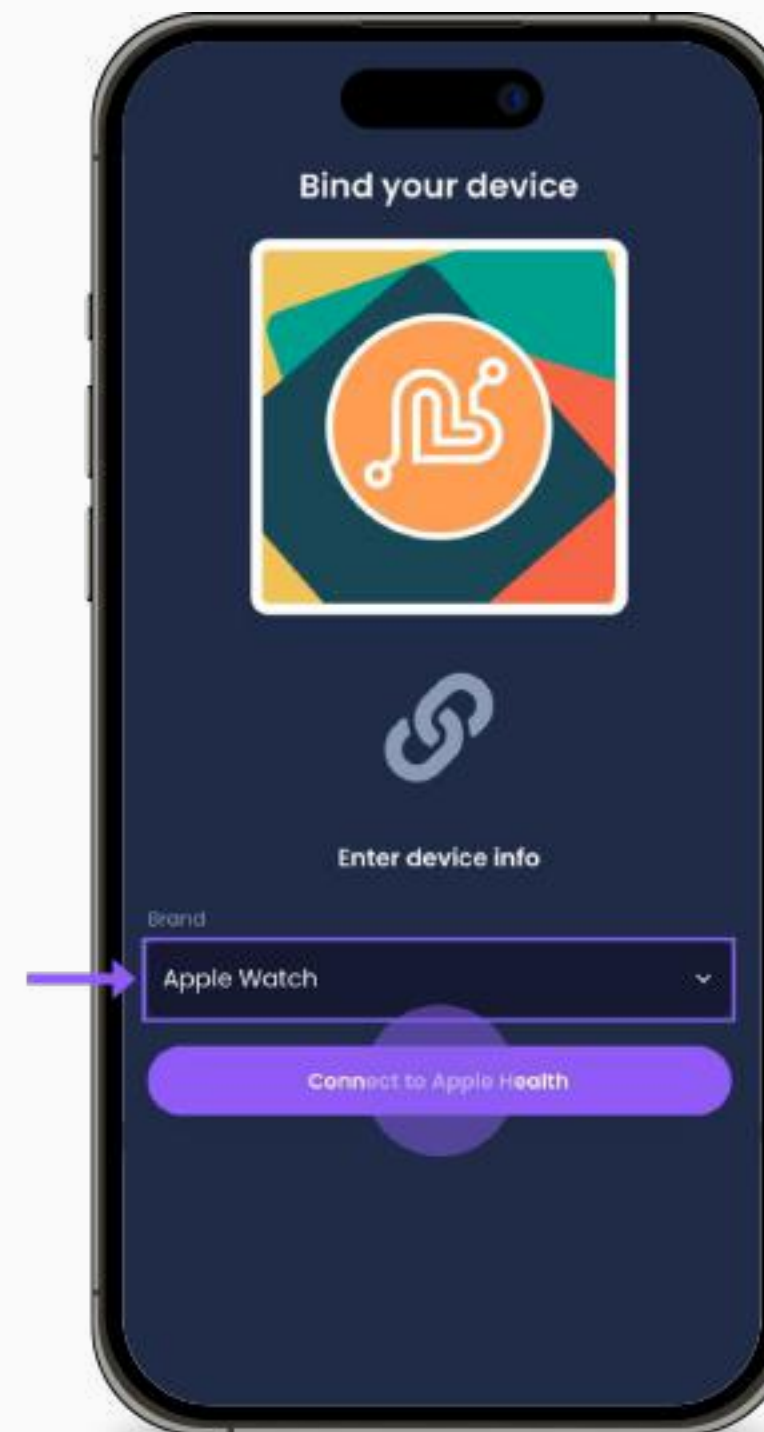 Bind your device
Enter device info
Brand
Apple Watch
Connect to Apple Health